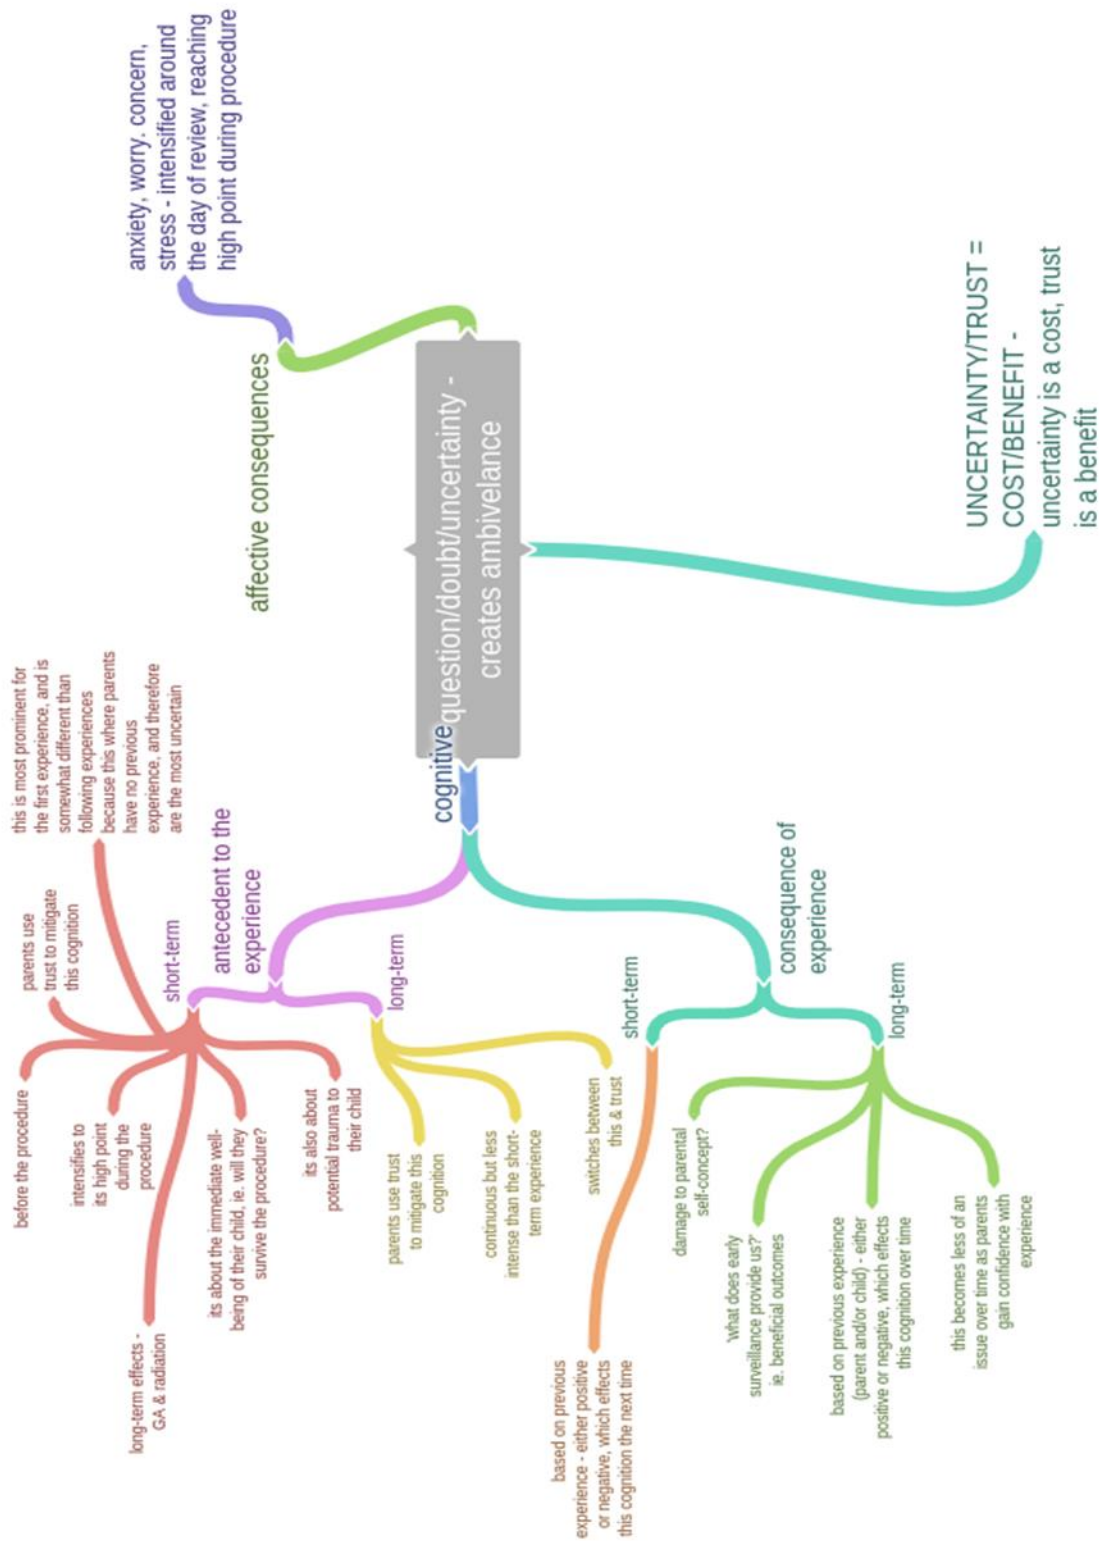 question/doubt/uncertainty -
creates ambivelance
affective consequences
anxiety, worry. concern,
stress - intensified around
the day of review, reaching
high point during procedure
UNCERTAINTY/TRUST =
COST/BENEFIT -
uncertainty is a cost, trust
is a benefit
cognitive
antecedent to the
experience
short-term
this is most prominent for
the first experience, and is
somewhat different than
following experiences
because this where parents
have no previous
experience, and therefore
are the most uncertain
parents use
trust to mitigate
this cognition
before the procedure
intensifies to
its high point
during the
procedure
long-term effects -
GA & radiation
its about the immediate well-
being of their child, ie. will they
survive the procedure?
its also about
potential trauma to
their child
long-term
parents use trust
to mitigate this
cognition
continuous but less
intense than the short-
term experience
switches between
this & trust
consequence of
experience
short-term
based on previous
experience - either positive
or negative, which effects
this cognition the next time
long-term
damage to parental
self-concept?
'what does early
surveillance provide us?'
ie. beneficial outcomes
based on previous experience
(parent and/or child) - either
positive or negative, which effects
this cognition over time
this becomes less of an
issue over time as parents
gain confidence with
experience